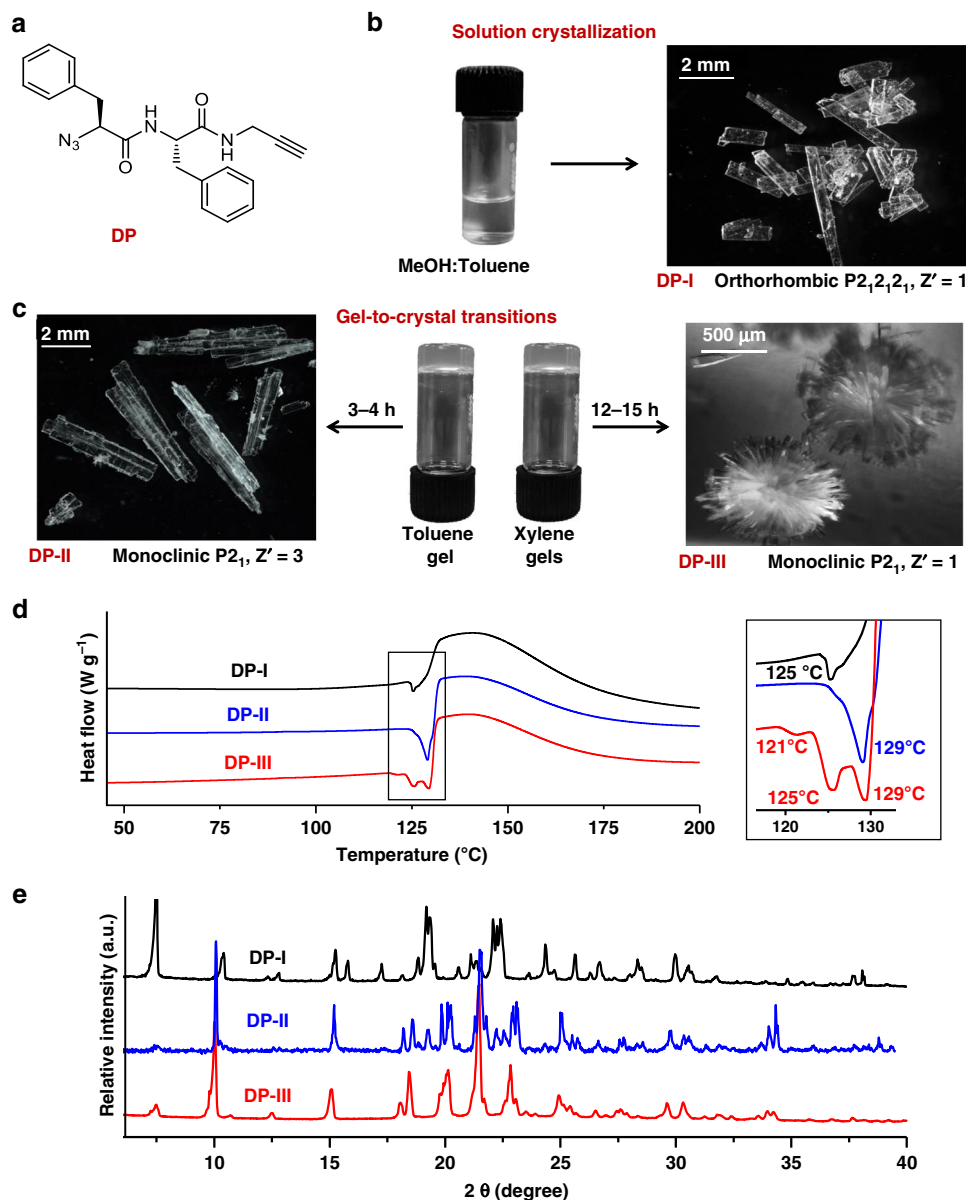 a
N₃
O
H
N
O
N
H
DP
b
Solution crystallization
MeOH:Toluene
2 mm
DP-I Orthorhombic P2₁2₁2₁, Z′ = 1
c
Gel-to-crystal transitions
2 mm
3–4 h
12–15 h
500 μm
Toluene
gel
Xylene
gels
DP-II Monoclinic P2₁, Z′ = 3
DP-III Monoclinic P2₁, Z′ = 1
d
Heat flow (W g⁻¹)
DP-I
DP-II
DP-III
50 75 100 125 150 175 200
Temperature (°C)
125 °C
121°C
129°C
125°C
129°C
120 130
e
Relative intensity (a.u.)
DP-I
DP-II
DP-III
10 15 20 25 30 35 40
2 θ (degree)